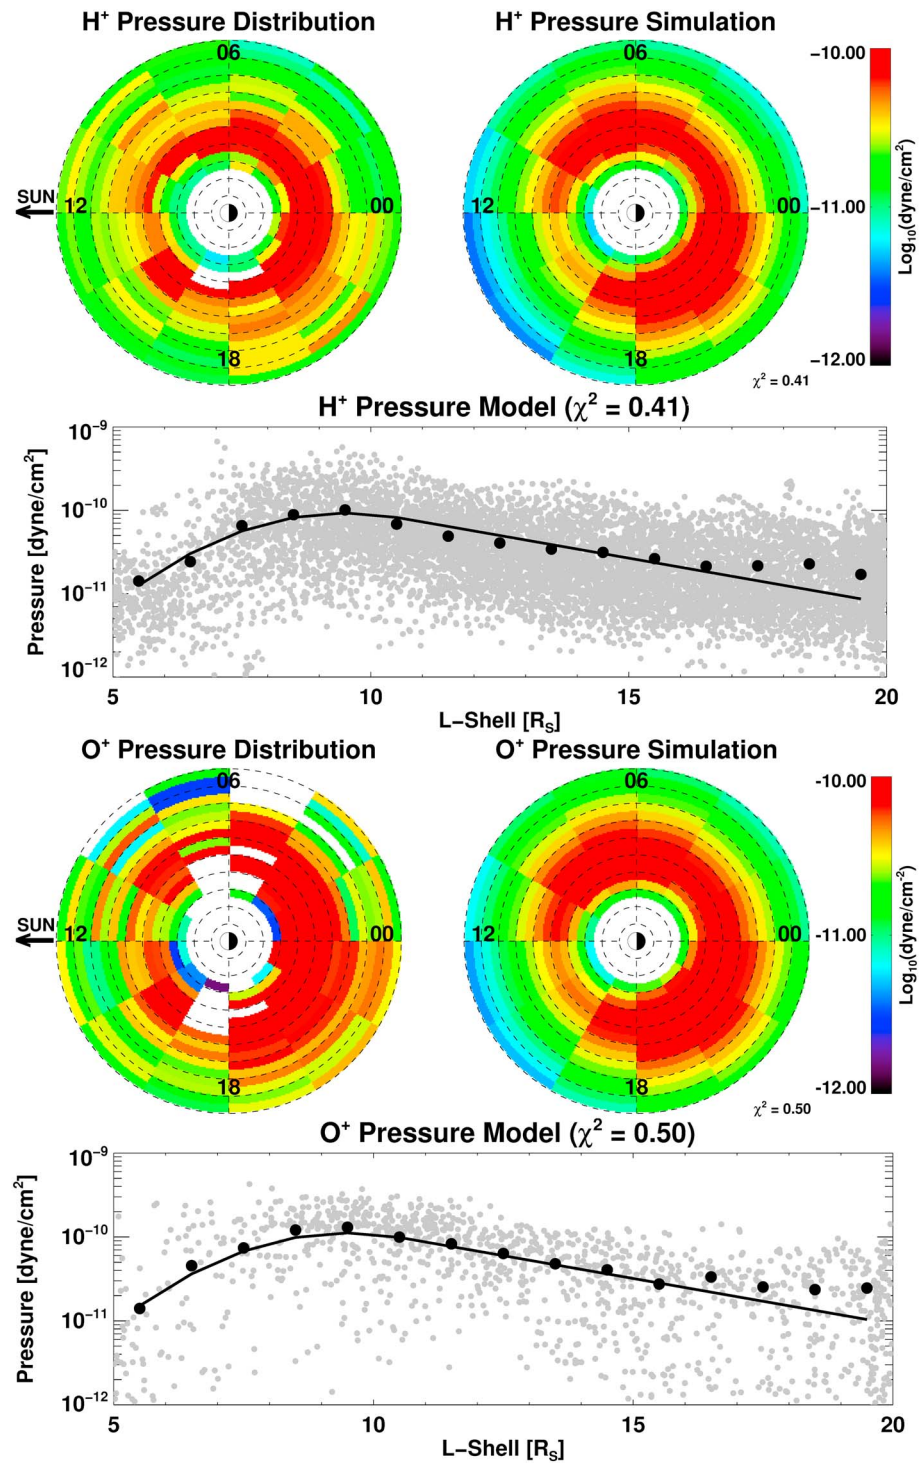 H⁺ Pressure Distribution
H⁺ Pressure Simulation
06
06
−10.00
SUN
12
00
12
00
−11.00
Log₁₀(dyne/cm²)
18
18
−12.00
χ² = 0.41
H⁺ Pressure Model (χ² = 0.41)
10⁻⁹
10⁻¹⁰
10⁻¹¹
10⁻¹²
Pressure [dyne/cm²]
5
10
15
20
L−Shell [R_S]
O⁺ Pressure Distribution
O⁺ Pressure Simulation
06
06
-10.00
SUN
12
00
12
00
-11.00
Log₁₀(dyne/cm²)
18
18
-12.00
χ² = 0.50
O⁺ Pressure Model (χ² = 0.50)
10⁻⁹
10⁻¹⁰
10⁻¹¹
10⁻¹²
Pressure [dyne/cm²]
5
10
15
20
L−Shell [R_S]